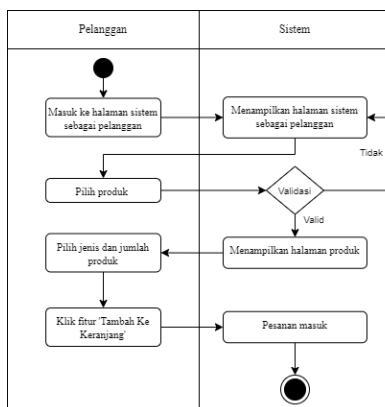 Pelanggan
Sistem
Masuk ke halaman sistem
sebagai pelanggan
Menampilkan halaman sistem
sebagai pelanggan
Tidak
Pilih produk
Validasi
Valid
Pilih jenis dan jumlah
produk
Menampilkan halaman produk
Klik fitur 'Tambah Ke
Keranjang'
Pesanan masuk